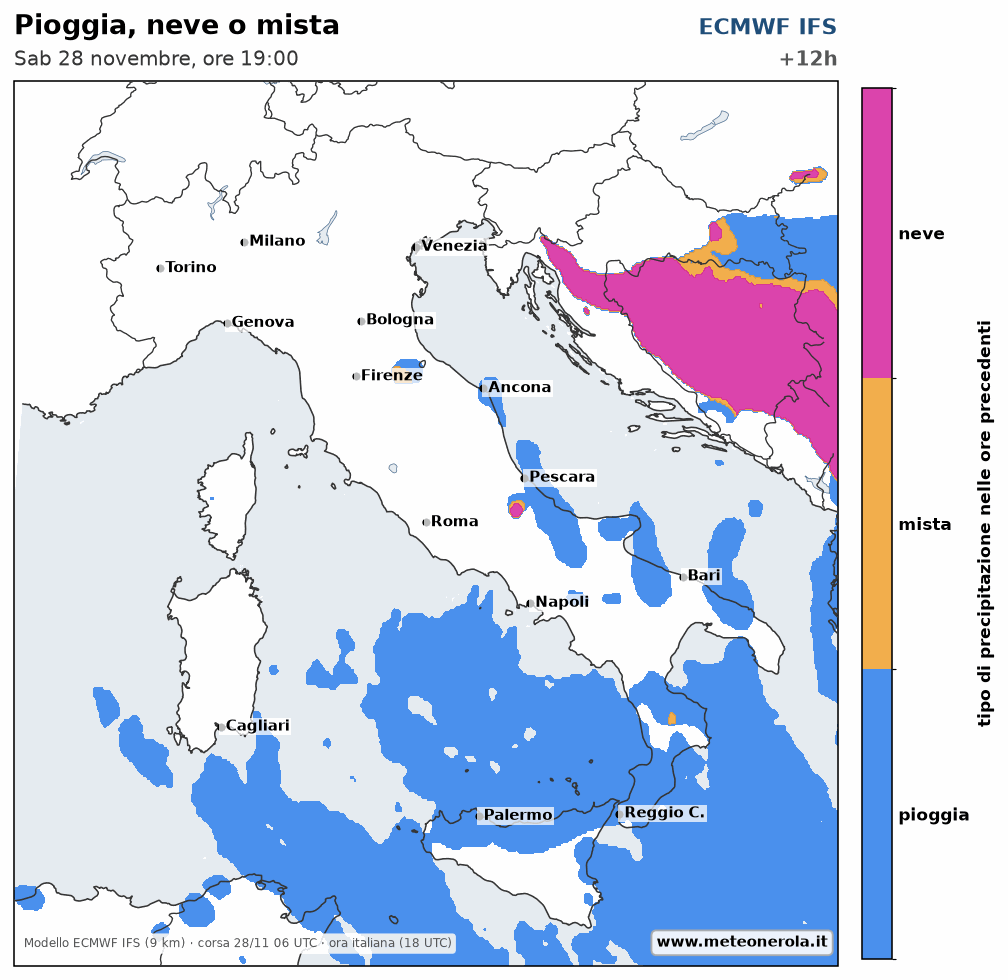 Pioggia, neve o mista
ECMWF IFS
Sab 28 novembre, ore 19:00
+12h
Milano
Venezia
Torino
Genova
Bologna
Firenze
Ancona
Pescara
Roma
Bari
Napoli
Cagliari
Palermo
Reggio C.
neve
mista
pioggia
tipo di precipitazione nelle ore precedenti
Modello ECMWF IFS (9 km) · corsa 28/11 06 UTC · ora italiana (18 UTC)
www.meteonerola.it